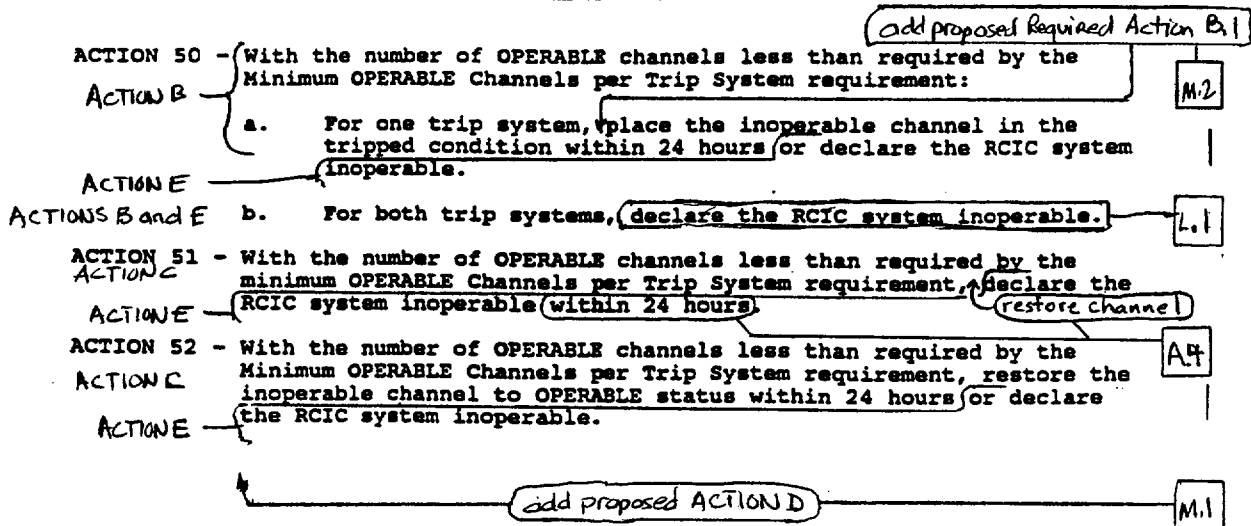 add proposed Required Action B.1
ACTION 50 - With the number of OPERABLE channels less than required by the
Minimum OPERABLE Channels per Trip System requirement:
M.2
ACTION B
a. For one trip system, place the inoperable channel in the
tripped condition within 24 hours or declare the RCIC system
inoperable.
ACTION E
ACTIONS B and E b. For both trip systems, declare the RCIC system inoperable.
L.1
ACTION 51 - With the number of OPERABLE channels less than required by the
ACTION C
minimum OPERABLE Channels per Trip System requirement, declare the
RCIC system inoperable within 24 hours.
restore channel
ACTION E
A.4
ACTION 52 - With the number of OPERABLE channels less than required by the
Minimum OPERABLE Channels per Trip System requirement, restore the
ACTION C
inoperable channel to OPERABLE status within 24 hours or declare
the RCIC system inoperable.
ACTION E
add proposed ACTION D
M.1